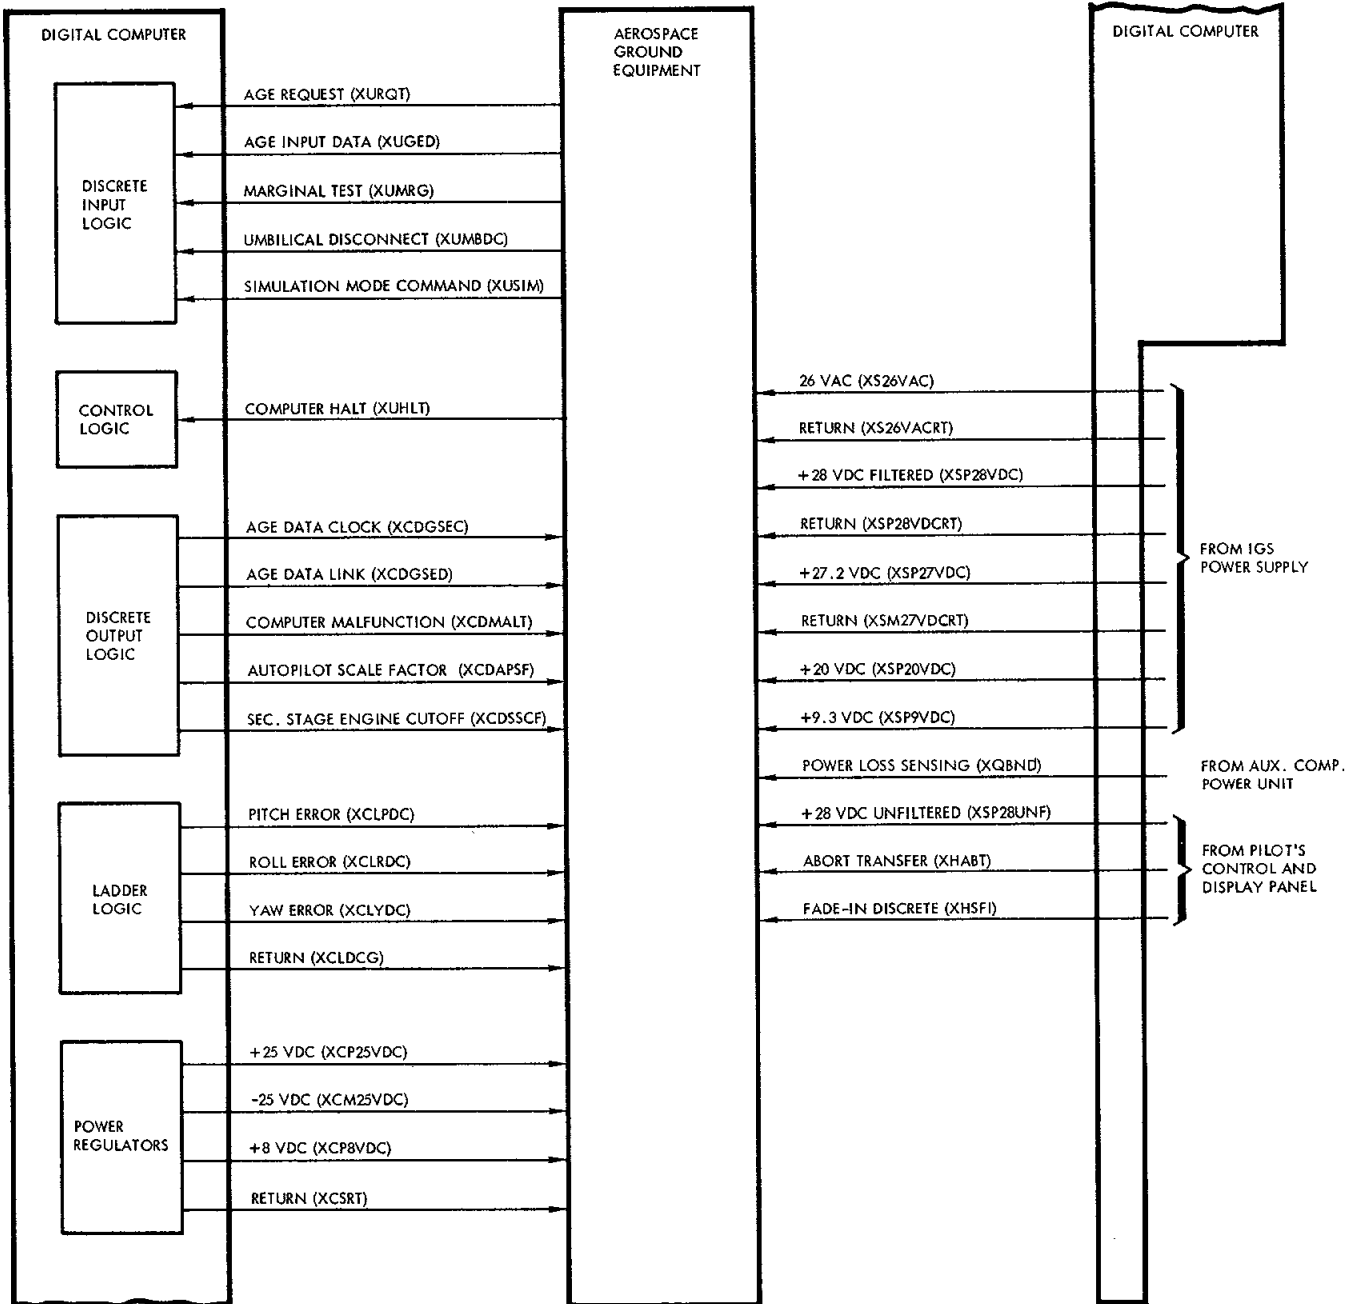 DIGITAL COMPUTER
AEROSPACE
GROUND
EQUIPMENT
DIGITAL COMPUTER
DISCRETE
INPUT
LOGIC
AGE REQUEST (XURQT)
AGE INPUT DATA (XUGED)
MARGINAL TEST (XUMRG)
UMBILICAL DISCONNECT (XUMBDC)
SIMULATION MODE COMMAND (XUSIM)
CONTROL
LOGIC
COMPUTER HALT (XUHLT)
DISCRETE
OUTPUT
LOGIC
AGE DATA CLOCK (XCDGSEC)
AGE DATA LINK (XCDGSED)
COMPUTER MALFUNCTION (XCDMALT)
AUTOPILOT SCALE FACTOR (XCDAPSF)
SEC. STAGE ENGINE CUTOFF (XCDSSCF)
LADDER
LOGIC
PITCH ERROR (XCLPDC)
ROLL ERROR (XCLRDC)
YAW ERROR (XCLYDC)
RETURN (XCLDCG)
POWER
REGULATORS
+25 VDC (XCP25VDC)
-25 VDC (XCM25VDC)
+8 VDC (XCP8VDC)
RETURN (XCSRT)
26 VAC (XS26VAC)
RETURN (XS26VACRT)
+28 VDC FILTERED (XSP28VDC)
RETURN (XSP28VDCRT)
+27.2 VDC (XSP27VDC)
RETURN (XSM27VDCRT)
+20 VDC (XSP20VDC)
+9.3 VDC (XSP9VDC)
FROM IGS
POWER SUPPLY
POWER LOSS SENSING (XQBND)
FROM AUX. COMP.
POWER UNIT
+28 VDC UNFILTERED (XSP28UNF)
ABORT TRANSFER (XHABT)
FADE-IN DISCRETE (XHSFI)
FROM PILOT'S
CONTROL AND
DISPLAY PANEL